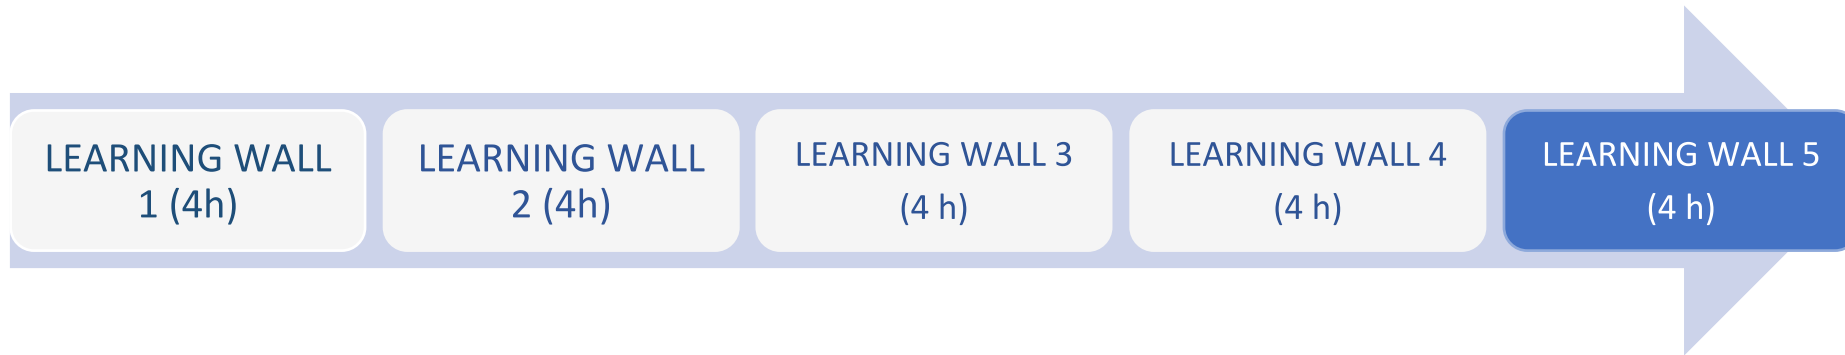 LEARNING WALL
1 (4h)
LEARNING WALL
2 (4h)
LEARNING WALL 3
(4 h)
LEARNING WALL 4
(4 h)
LEARNING WALL 5
(4 h)